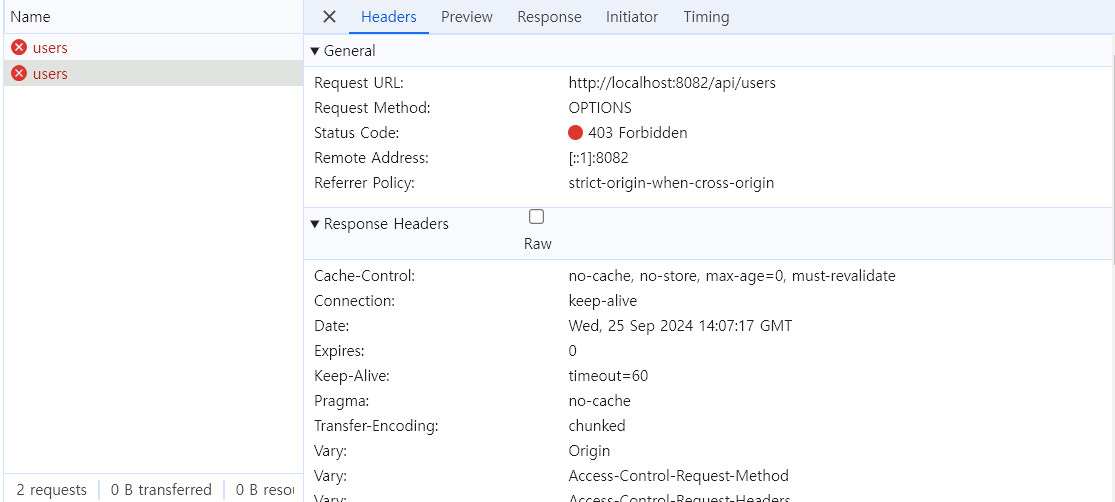 Name
users
users
2 requests
0 B transferred
0 B resou
Headers
Preview
Response
Initiator
Timing
General
Request URL: http://localhost:8082/api/users
Request Method: OPTIONS
Status Code: 403 Forbidden
Remote Address: [::1]:8082
Referrer Policy: strict-origin-when-cross-origin
Response Headers
Raw
Cache-Control: no-cache, no-store, max-age=0, must-revalidate
Connection: keep-alive
Date: Wed, 25 Sep 2024 14:07:17 GMT
Expires: 0
Keep-Alive: timeout=60
Pragma: no-cache
Transfer-Encoding: chunked
Vary: Origin
Vary: Access-Control-Request-Method
Vary: Access-Control-Request-Headers